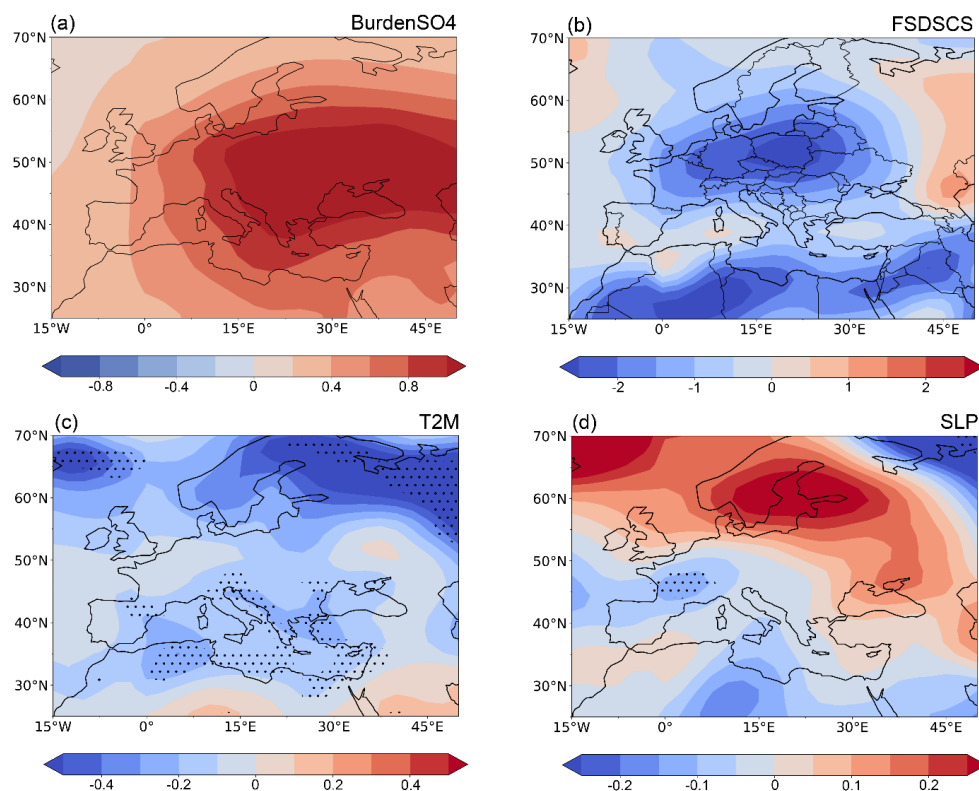 (a) BurdenSO4
70°N
60°N
50°N
40°N
30°N
15°W 0° 15°E 30°E 45°E
-0.8 -0.4 0 0.4 0.8
(b) FSDSCS
70°N
60°N
50°N
40°N
30°N
15°W 0° 15°E 30°E 45°E
-2 -1 0 1 2
(c) T2M
70°N
60°N
50°N
40°N
30°N
15°W 0° 15°E 30°E 45°E
-0.4 -0.2 0 0.2 0.4
(d) SLP
70°N
60°N
50°N
40°N
30°N
15°W 0° 15°E 30°E 45°E
-0.2 -0.1 0 0.1 0.2